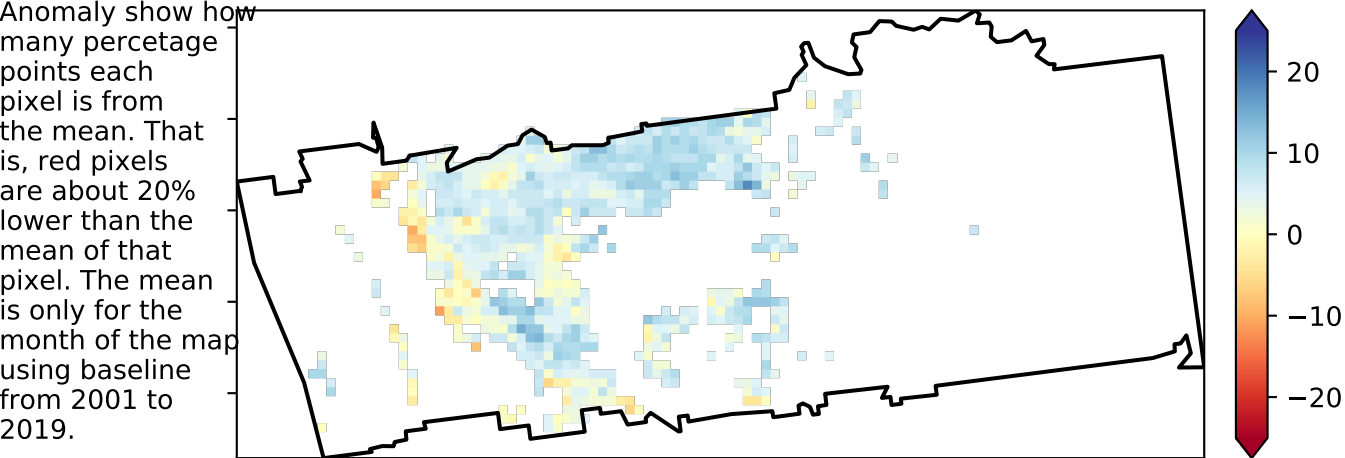 Anomaly show how
many percetage
points each
pixel is from
the mean. That
is, red pixels
are about 20%
lower than the
mean of that
pixel. The mean
is only for the
month of the map
using baseline
from 2001 to
2019.
20
10
0
−10
−20